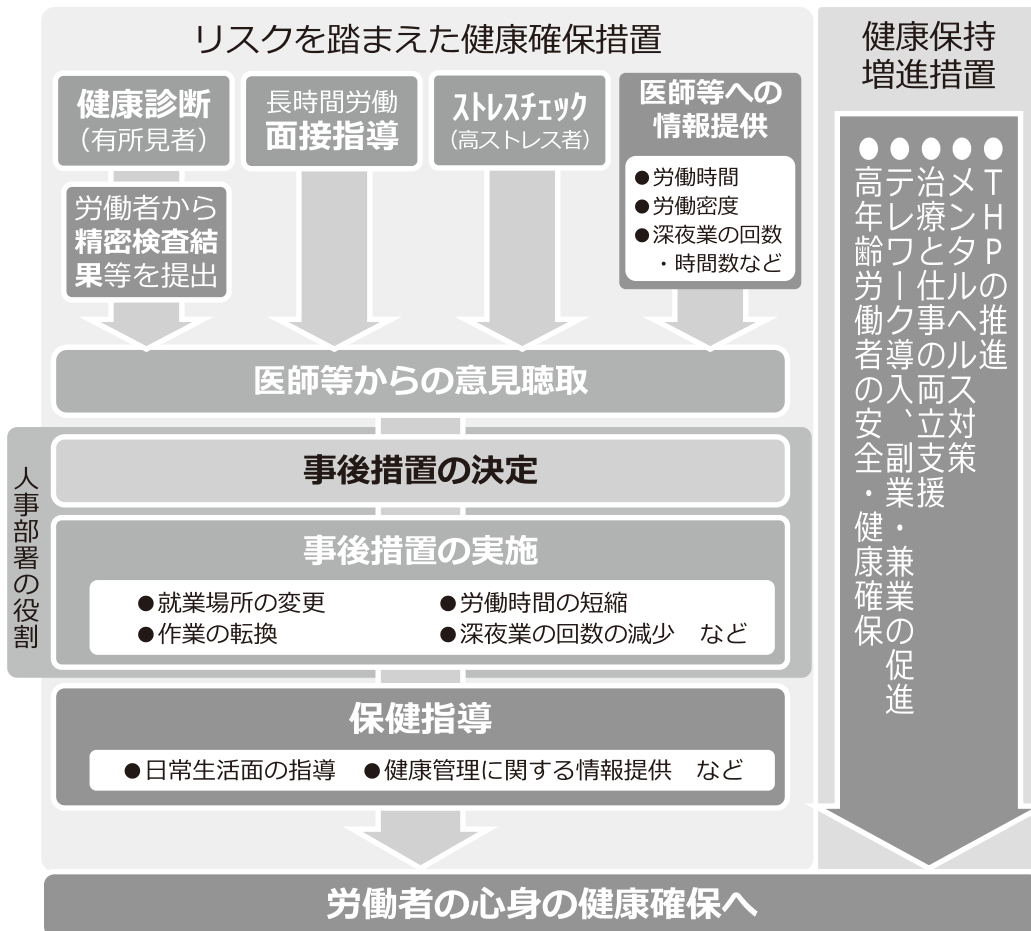 リスクを踏まえた健康確保措置
健康診断
（有所見者）
労働者から
精密検査結
果等を提出
長時間労働
面接指導
ｽﾄﾚｽﾁｪｯｸ
（高ストレス者）
医師等への
情報提供
●労働時間
●労働密度
●深夜業の回数
・時間数など
医師等からの意見聴取
人事部署の役割
事後措置の決定
事後措置の実施
●就業場所の変更
●労働時間の短縮
●作業の転換
●深夜業の回数の減少　など
保健指導
●日常生活面の指導　●健康管理に関する情報提供　など
健康保持
増進措置
●ＴＨＰの推進
●メンタルヘルス対策
●治療と仕事の両立支援
●テレワーク導入、副業・兼業の促進
●高年齢労働者の安全・健康確保
労働者の心身の健康確保へ